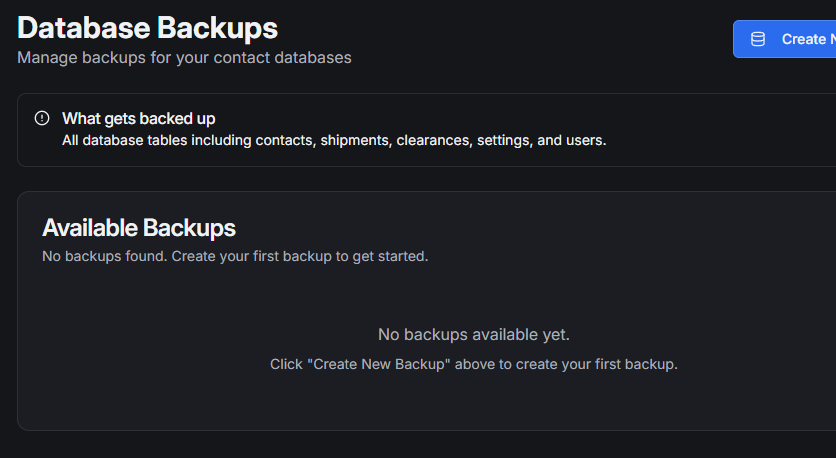 Database Backups
Manage backups for your contact databases
Create
What gets backed up
All database tables including contacts, shipments, clearances, settings, and users.
Available Backups
No backups found. Create your first backup to get started.
No backups available yet.
Click "Create New Backup" above to create your first backup.